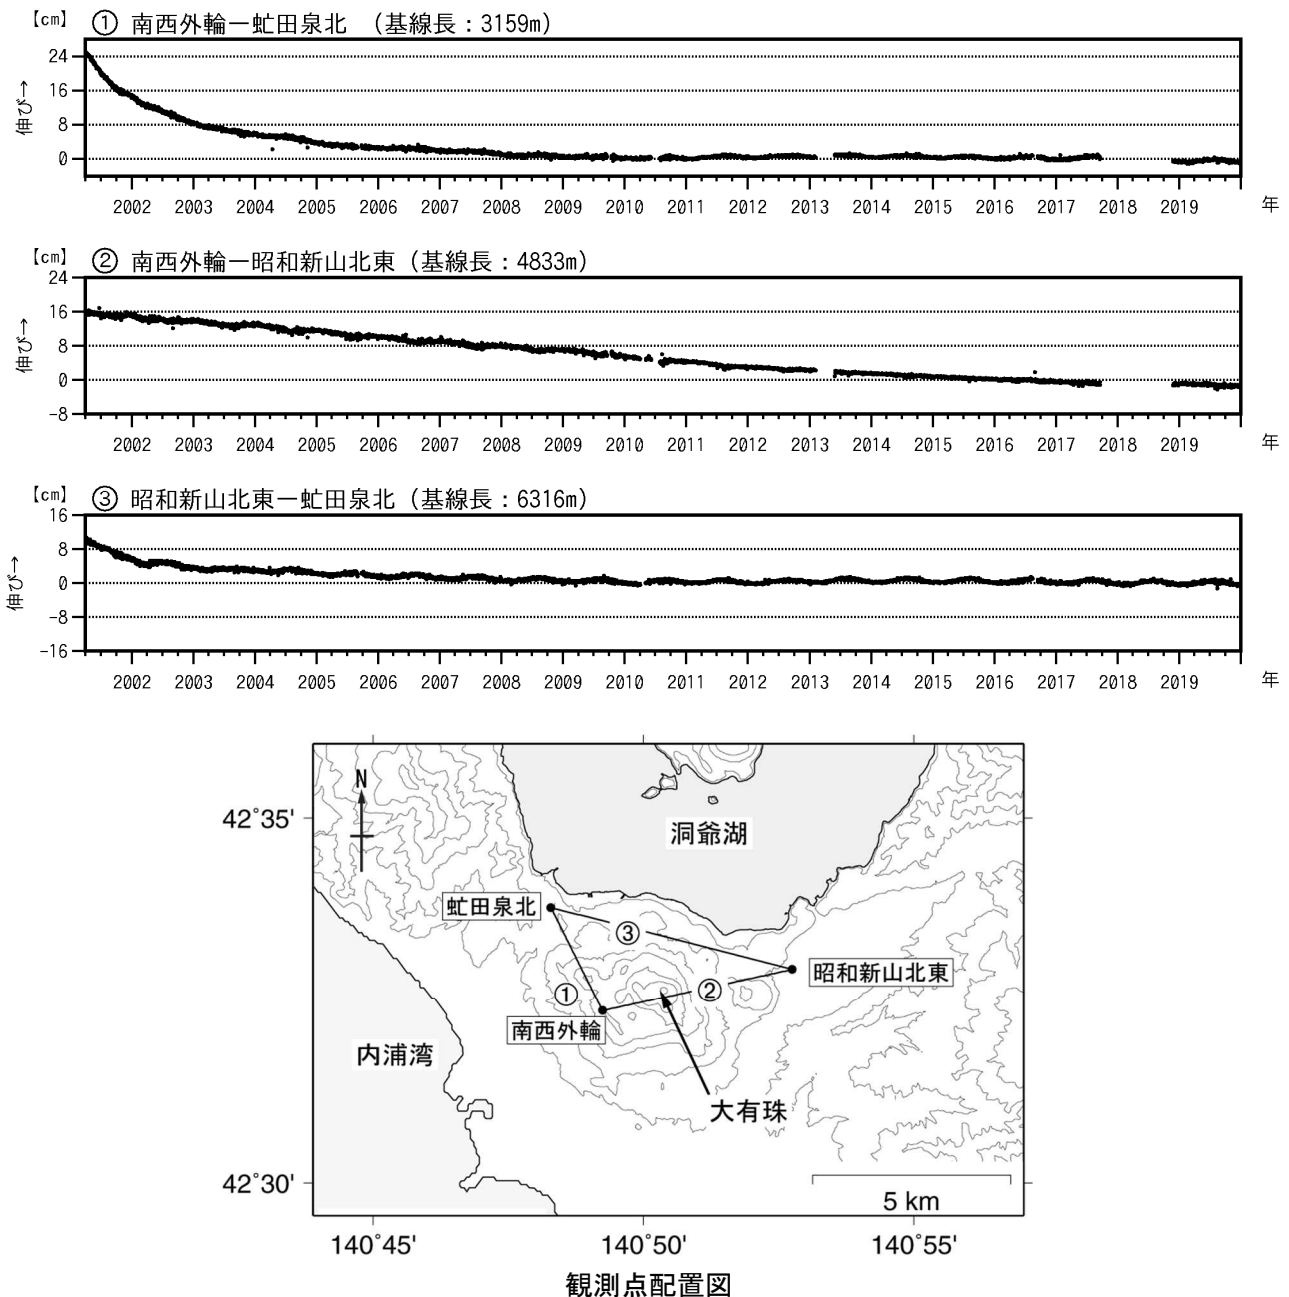 【cm】 ① 南西外輪ー虻田泉北 （基線長：3159m）
24
16
8
0
伸び→
2002 2003 2004 2005 2006 2007 2008 2009 2010 2011 2012 2013 2014 2015 2016 2017 2018 2019 年
【cm】 ② 南西外輪ー昭和新山北東（基線長：4833m）
24
16
8
0
-8
伸び→
2002 2003 2004 2005 2006 2007 2008 2009 2010 2011 2012 2013 2014 2015 2016 2017 2018 2019 年
【cm】 ③ 昭和新山北東ー虻田泉北（基線長：6316m）
16
8
0
-8
-16
伸び→
2002 2003 2004 2005 2006 2007 2008 2009 2010 2011 2012 2013 2014 2015 2016 2017 2018 2019 年
N
42°35'
洞爺湖
虻田泉北
③
昭和新山北東
①
②
南西外輪
内浦湾
大有珠
42°30'
5 km
140°45' 140°50' 140°55'
観測点配置図